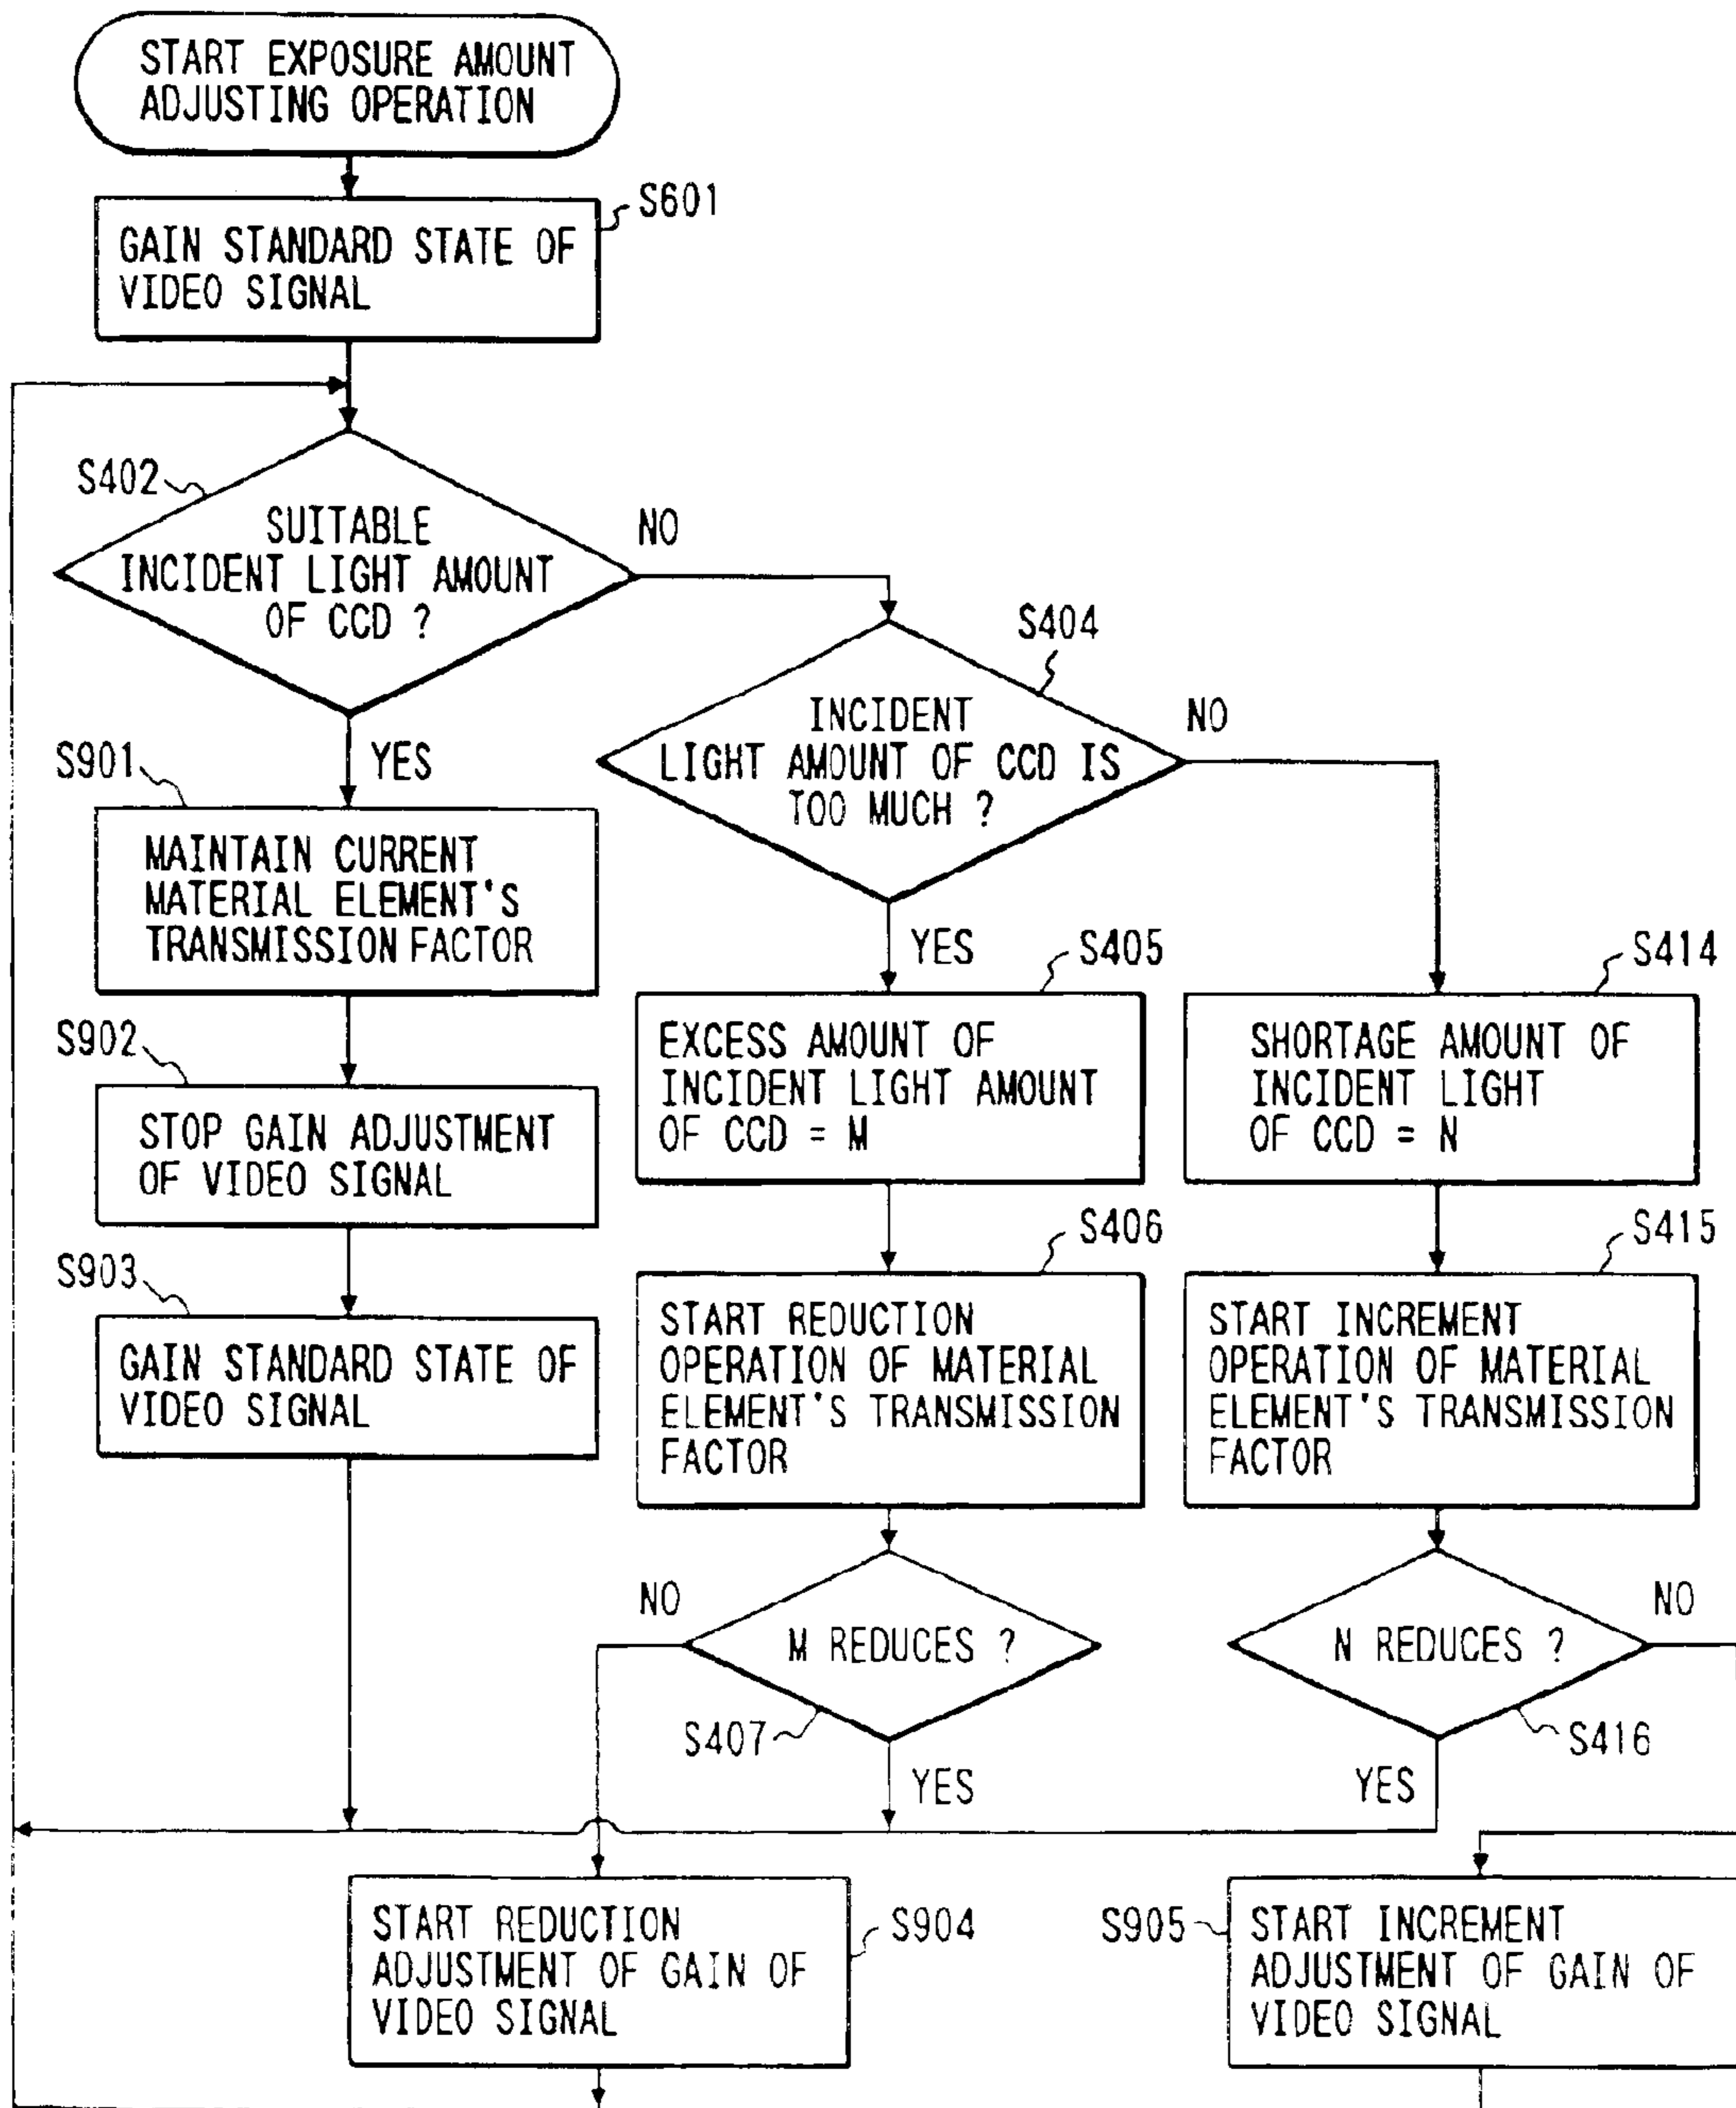 START EXPOSURE AMOUNT
ADJUSTING OPERATION
S601
GAIN STANDARD STATE OF
VIDEO SIGNAL
S402
SUITABLE
INCIDENT LIGHT AMOUNT
OF CCD ?
NO
YES
S404
INCIDENT
LIGHT AMOUNT OF CCD IS
TOO MUCH ?
NO
YES
S901
MAINTAIN CURRENT
MATERIAL ELEMENT'S
TRANSMISSION FACTOR
S902
STOP GAIN ADJUSTMENT
OF VIDEO SIGNAL
S903
GAIN STANDARD STATE OF
VIDEO SIGNAL
S405
EXCESS AMOUNT OF
INCIDENT LIGHT AMOUNT
OF CCD = M
S406
START REDUCTION
OPERATION OF MATERIAL
ELEMENT'S TRANSMISSION
FACTOR
NO
M REDUCES ?
S407
YES
S414
SHORTAGE AMOUNT OF
INCIDENT LIGHT
OF CCD = N
S415
START INCREMENT
OPERATION OF MATERIAL
ELEMENT'S TRANSMISSION
FACTOR
NO
N REDUCES ?
S416
YES
START REDUCTION
ADJUSTMENT OF GAIN OF
VIDEO SIGNAL
S904
S905
START INCREMENT
ADJUSTMENT OF GAIN OF
VIDEO SIGNAL